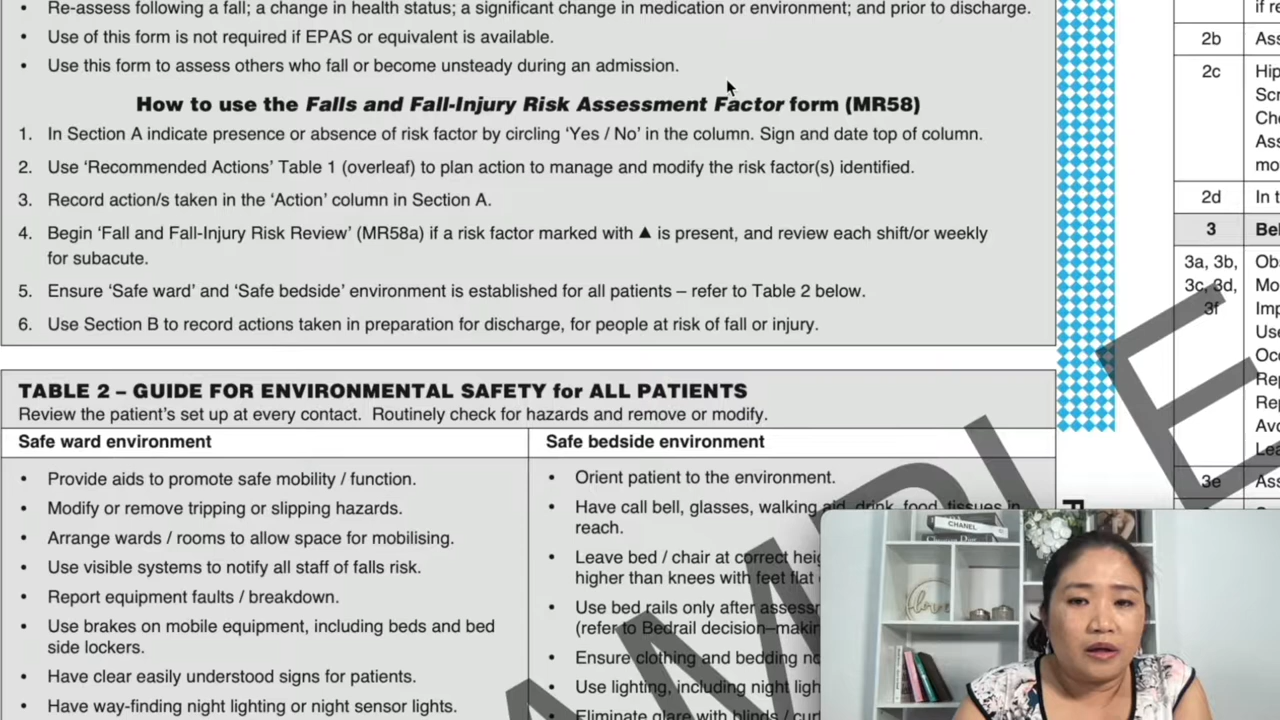 Re-assess following a fall; a change in health status; a significant change in medication or environment; and prior to discharge.
• Use of this form is not required if EPAS or equivalent is available.
• Use this form to assess others who fall or become unsteady during an admission.
How to use the Falls and Fall-Injury Risk Assessment Factor form (MR58)
1. In Section A indicate presence or absence of risk factor by circling ‘Yes / No’ in the column. Sign and date top of column.
2. Use ‘Recommended Actions’ Table 1 (overleaf) to plan action to manage and modify the risk factor(s) identified.
3. Record action/s taken in the ‘Action’ column in Section A.
4. Begin ‘Fall and Fall-Injury Risk Review’ (MR58a) if a risk factor marked with ▲ is present, and review each shift/or weekly
for subacute.
5. Ensure ‘Safe ward’ and ‘Safe bedside’ environment is established for all patients – refer to Table 2 below.
6. Use Section B to record actions taken in preparation for discharge, for people at risk of fall or injury.
TABLE 2 – GUIDE FOR ENVIRONMENTAL SAFETY for ALL PATIENTS
Review the patient’s set up at every contact. Routinely check for hazards and remove or modify.
Safe ward environment
• Provide aids to promote safe mobility / function.
• Modify or remove tripping or slipping hazards.
• Arrange wards / rooms to allow space for mobilising.
• Use visible systems to notify all staff of falls risk.
• Report equipment faults / breakdown.
• Use brakes on mobile equipment, including beds and bed
side lockers.
• Have clear easily understood signs for patients.
• Have way-finding night lighting or night sensor lights.
Safe bedside environment
• Orient patient to the environment.
• Have call bell, glasses, walking aid, drink, food, tissues in
reach.
• Leave bed / chair at correct
higher than knees with feet flat
• Use bed rails only after
(refer to Bedrail
• Ensure clothing and bedding
• Use lighting, including night
• Eliminate glare with blinds /
if
2b
2c
Hip
2d In
3
3a, 3b,
3c, 3d,
3f
3e
CHANEL